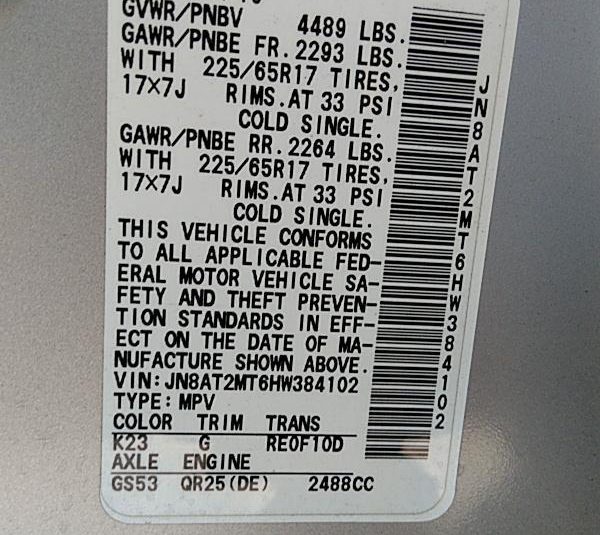 GVWR/PNBV 4489 LBS.
GAWR/PNBE FR. 2293 LBS.
WITH 225/65R17 TIRES,
17×7J RIMS. AT 33 PSI
COLD SINGLE.
GAWR/PNBE RR. 2264 LBS.
WITH 225/65R17 TIRES,
17×7J RIMS. AT 33 PSI
COLD SINGLE.
THIS VEHICLE CONFORMS
TO ALL APPLICABLE FED-
ERAL MOTOR VEHICLE SA-
FETY AND THEFT PREVEN-
TION STANDARDS IN EFF-
ECT ON THE DATE OF MA-
NUFACTURE SHOWN ABOVE.
VIN:JN8AT2MT6HW384102
TYPE:MPV
COLOR TRIM TRANS
K23 G RE0F10D
AXLE ENGINE
GS53 QR25(DE) 2488CC
JN8AT2MT6HW384102